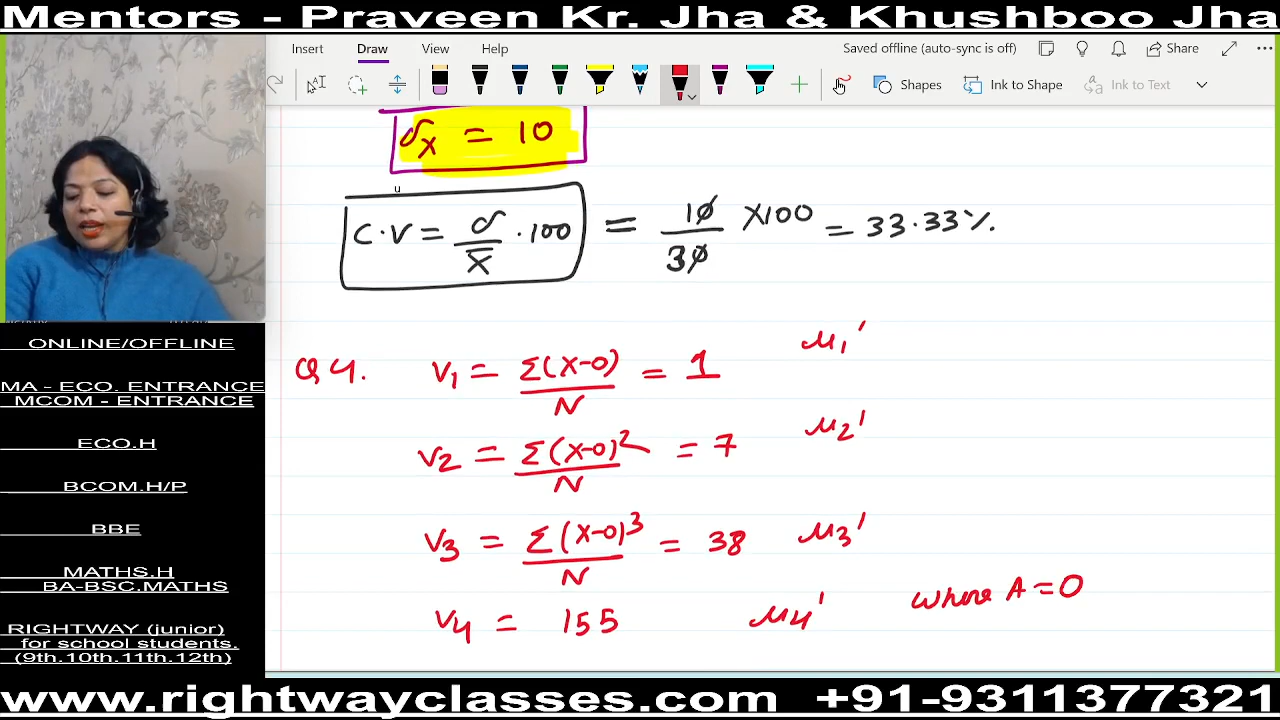 Mentors - Praveen Kr. Jha & Khushboo Jha
Insert Draw View Help Saved offline (auto-sync is off) Share
Shapes Ink to Shape Ink to Text
σx = 10
C.V = σ/X̅ · 100 = 10/30 X100 = 33.33%.
Q4. V1 = Σ(X-0)/N = 1 μ1'
V2 = Σ(X-0)²/N = 7 μ2'
V3 = Σ(X-0)³/N = 38 μ3'
V4 = 155 μ4' where A = 0
ONLINE/OFFLINE
MA - ECO. ENTRANCE
MCOM - ENTRANCE
ECO.H
BCOM.H/P
BBE
MATHS.H
BA-BSC.MATHS
RIGHTWAY (junior)
for school students.
(9th.10th.11th.12th)
www.rightwayclasses.com +91-9311377321